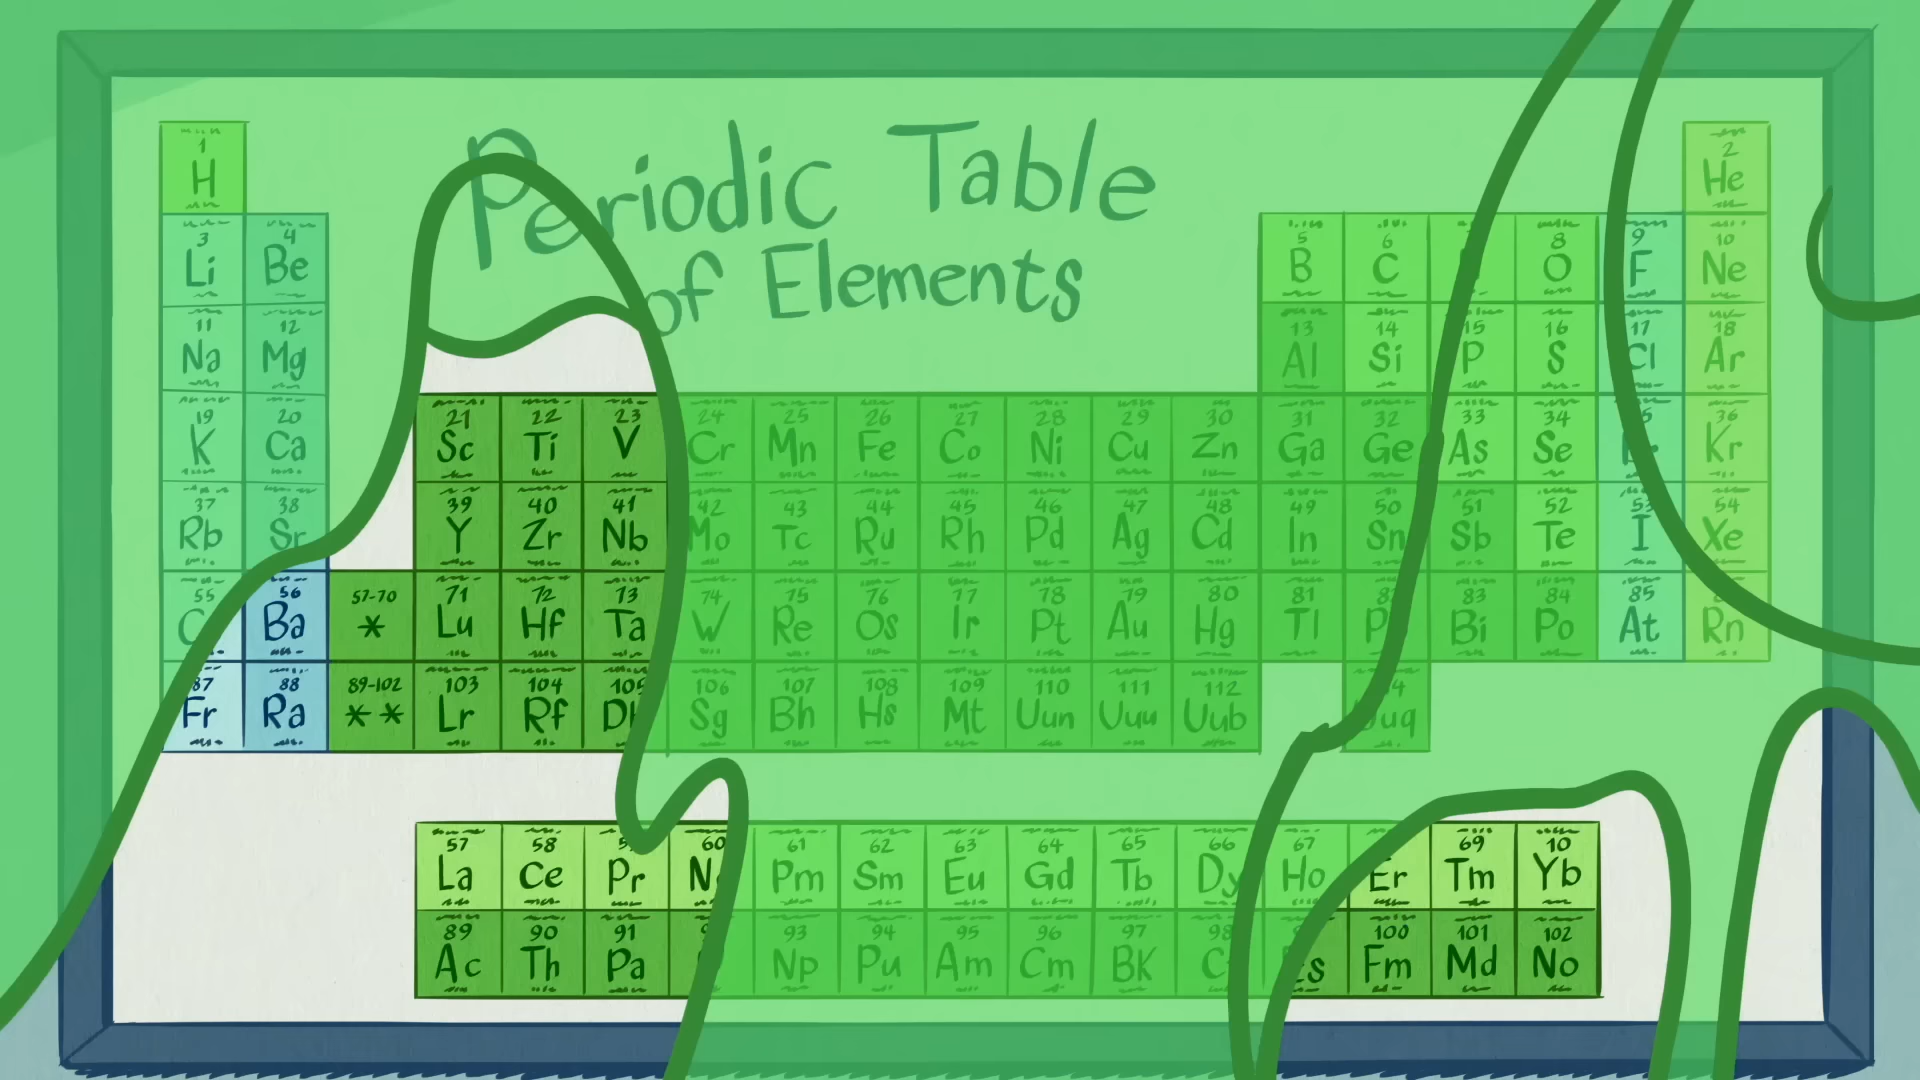 Periodic Table
of Elements
1 2
H He
3 4 5 6 8 9 10
Li Be B C O F Ne
11 12 13 14 15 16 17 18
Na Mg Al Si P S Cl Ar
19 20 21 22 23 24 25 26 27 28 29 30 31 32 33 34 36
K Ca Sc Ti V Cr Mn Fe Co Ni Cu Zn Ga Ge As Se Kr
37 38 39 40 41 42 43 44 45 46 47 48 49 50 51 52 53 54
Rb Sr Y Zr Nb Mo Tc Ru Rh Pd Ag Cd In Sn Sb Te I Xe
55 56 57-70 71 72 73 74 75 76 77 78 79 80 81 83 84 85
Ba * Lu Hf Ta W Re Os Ir Pt Au Hg Tl Bi Po At Rn
87 88 89-102 103 104 105 106 107 108 109 110 111 112
Fr Ra ** Lr Rf Sg Bh Hs Mt Uun Uuu Uub
57 58 60 61 62 63 64 65 66 67 69 10
La Ce Pr Pm Sm Eu Gd Tb Dy Ho Er Tm Yb
89 90 91 93 94 95 96 97 98 100 101 102
Ac Th Pa Np Pu Am Cm BK Es Fm Md No